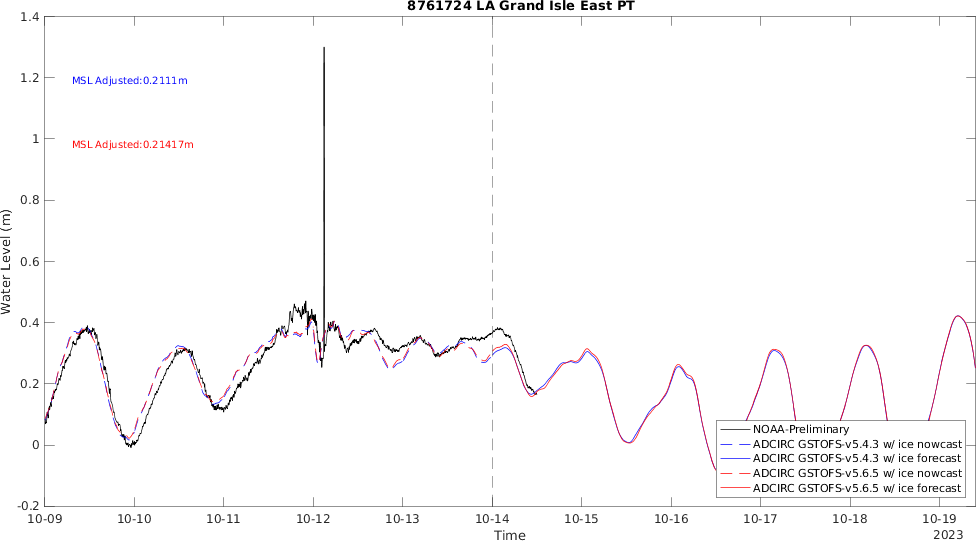 8761724 LA Grand Isle East PT
1.4
1.2
1
0.8
0.6
0.4
0.2
0
-0.2
Water Level (m)
MSL Adjusted:0.2111m
MSL Adjusted:0.21417m
NOAA-Preliminary
ADCIRC GSTOFS-v5.4.3 w/ ice nowcast
ADCIRC GSTOFS-v5.4.3 w/ ice forecast
ADCIRC GSTOFS-v5.6.5 w/ ice nowcast
ADCIRC GSTOFS-v5.6.5 w/ ice forecast
10-09 10-10 10-11 10-12 10-13 10-14 10-15 10-16 10-17 10-18 10-19
Time
2023